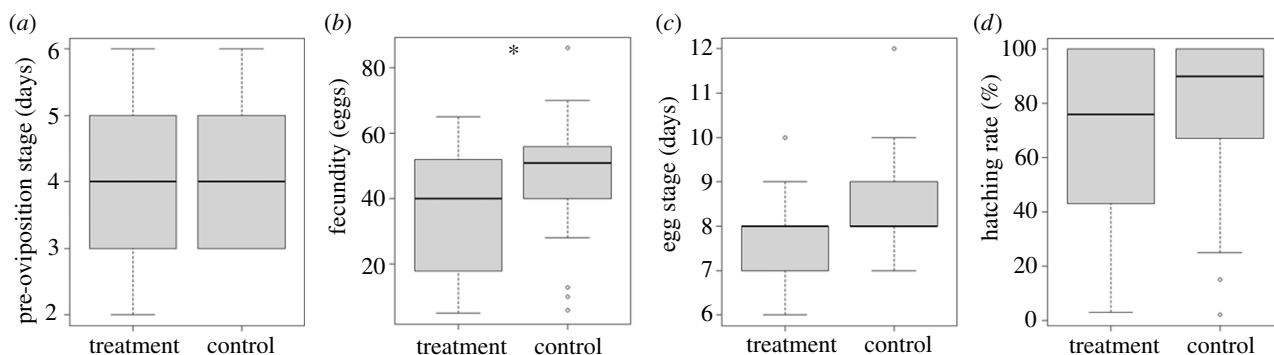 (a)
pre-oviposition stage (days)
6
5
4
3
2
treatment control
(b)
*
fecundity (eggs)
80
60
40
20
treatment control
(c)
egg stage (days)
12
11
10
9
8
7
6
treatment control
(d)
hatching rate (%)
100
80
60
40
20
0
treatment control